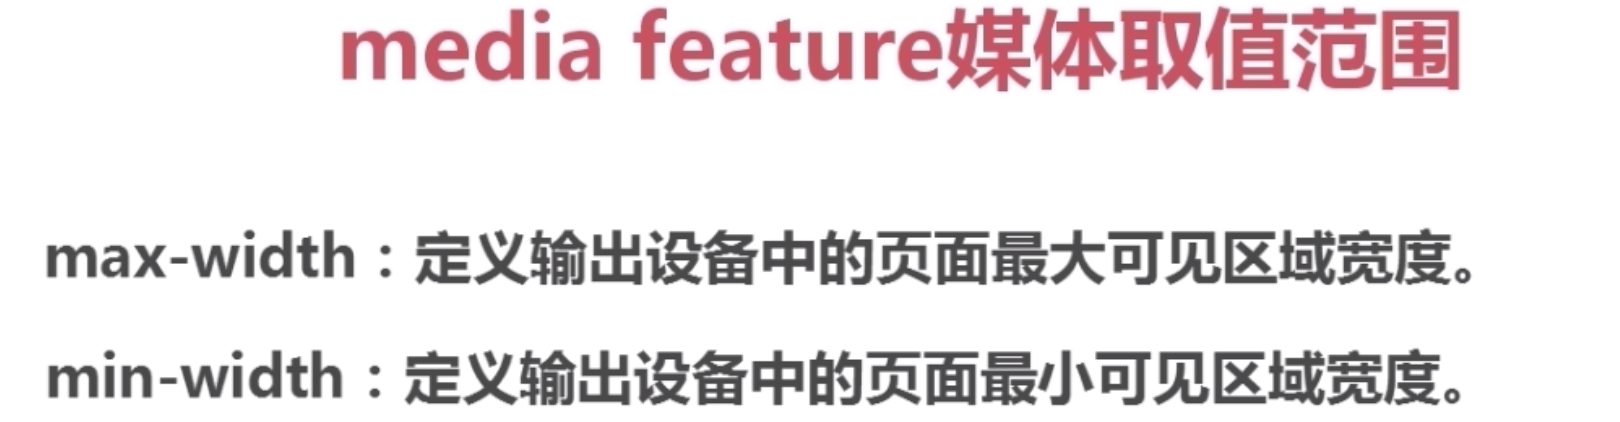 media feature媒体取值范围
max-width：定义输出设备中的页面最大可见区域宽度。
min-width：定义输出设备中的页面最小可见区域宽度。